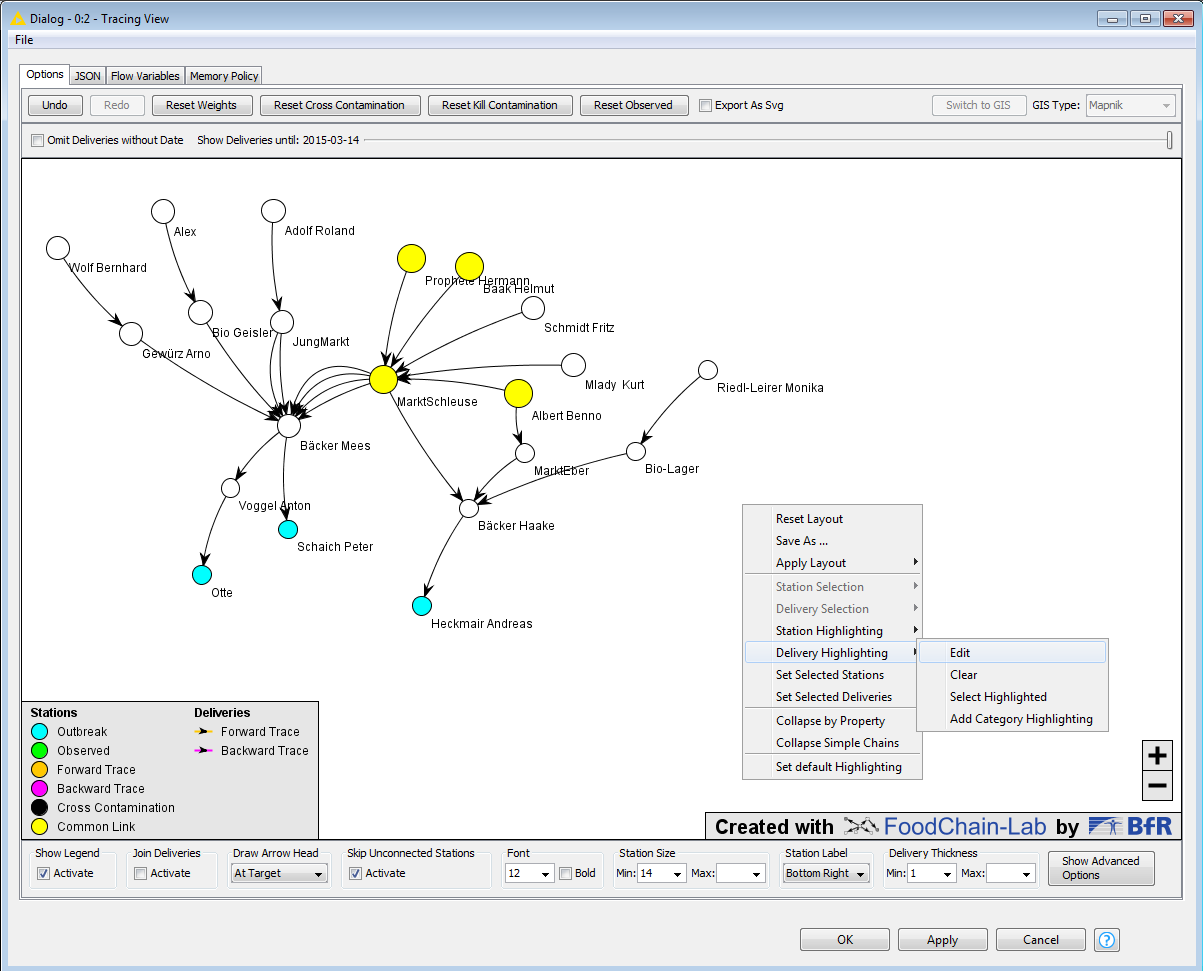 Dialog - 0:2 - Tracing View
File
Options JSON Flow Variables Memory Policy
Undo Redo Reset Weights Reset Cross Contamination Reset Kill Contamination Reset Observed Export As Svg Switch to GIS GIS Type: Mapnik
Omit Deliveries without Date Show Deliveries until: 2015-03-14
Alex
Adolf Roland
Wolf Bernhard
Prophete Hermann
Baak Helmut
Schmidt Fritz
Bio Geisler
JungMarkt
Gewürz Arno
Mlady Kurt
Riedl-Leirer Monika
MarktSchleuse
Albert Benno
Bäcker Mees
MarktEber
Bio-Lager
Voggel Anton
Bäcker Haake
Schaich Peter
Otte
Heckmair Andreas
Reset Layout
Save As ...
Apply Layout
Station Selection
Delivery Selection
Station Highlighting
Delivery Highlighting
Set Selected Stations
Set Selected Deliveries
Collapse by Property
Collapse Simple Chains
Set default Highlighting
Edit
Clear
Select Highlighted
Add Category Highlighting
Stations Deliveries
Outbreak Forward Trace
Observed Backward Trace
Forward Trace
Backward Trace
Cross Contamination
Common Link
+
−
Created with FoodChain-Lab by BfR
Show Legend Join Deliveries Draw Arrow Head Skip Unconnected Stations Font Station Size Station Label Delivery Thickness
Activate Activate At Target Activate 12 Bold Min: 14 Max: Bottom Right Min: 1 Max:
Show Advanced
Options
OK Apply Cancel ?